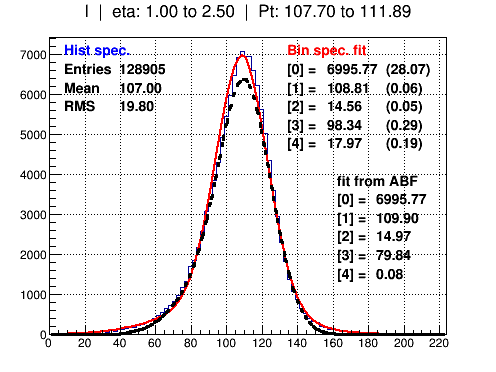 I | eta: 1.00 to 2.50 | Pt: 107.70 to 111.89
Hist spec.
Entries 128905
Mean 107.00
RMS 19.80
Bin spec. fit
[0] = 6995.77 (28.07)
[1] = 108.81 (0.06)
[2] = 14.56 (0.05)
[3] = 98.34 (0.29)
[4] = 17.97 (0.19)
fit from ABF
[0] = 6995.77
[1] = 109.90
[2] = 14.97
[3] = 79.84
[4] = 0.08
7000
6000
5000
4000
3000
2000
1000
0
0 20 40 60 80 100 120 140 160 180 200 220